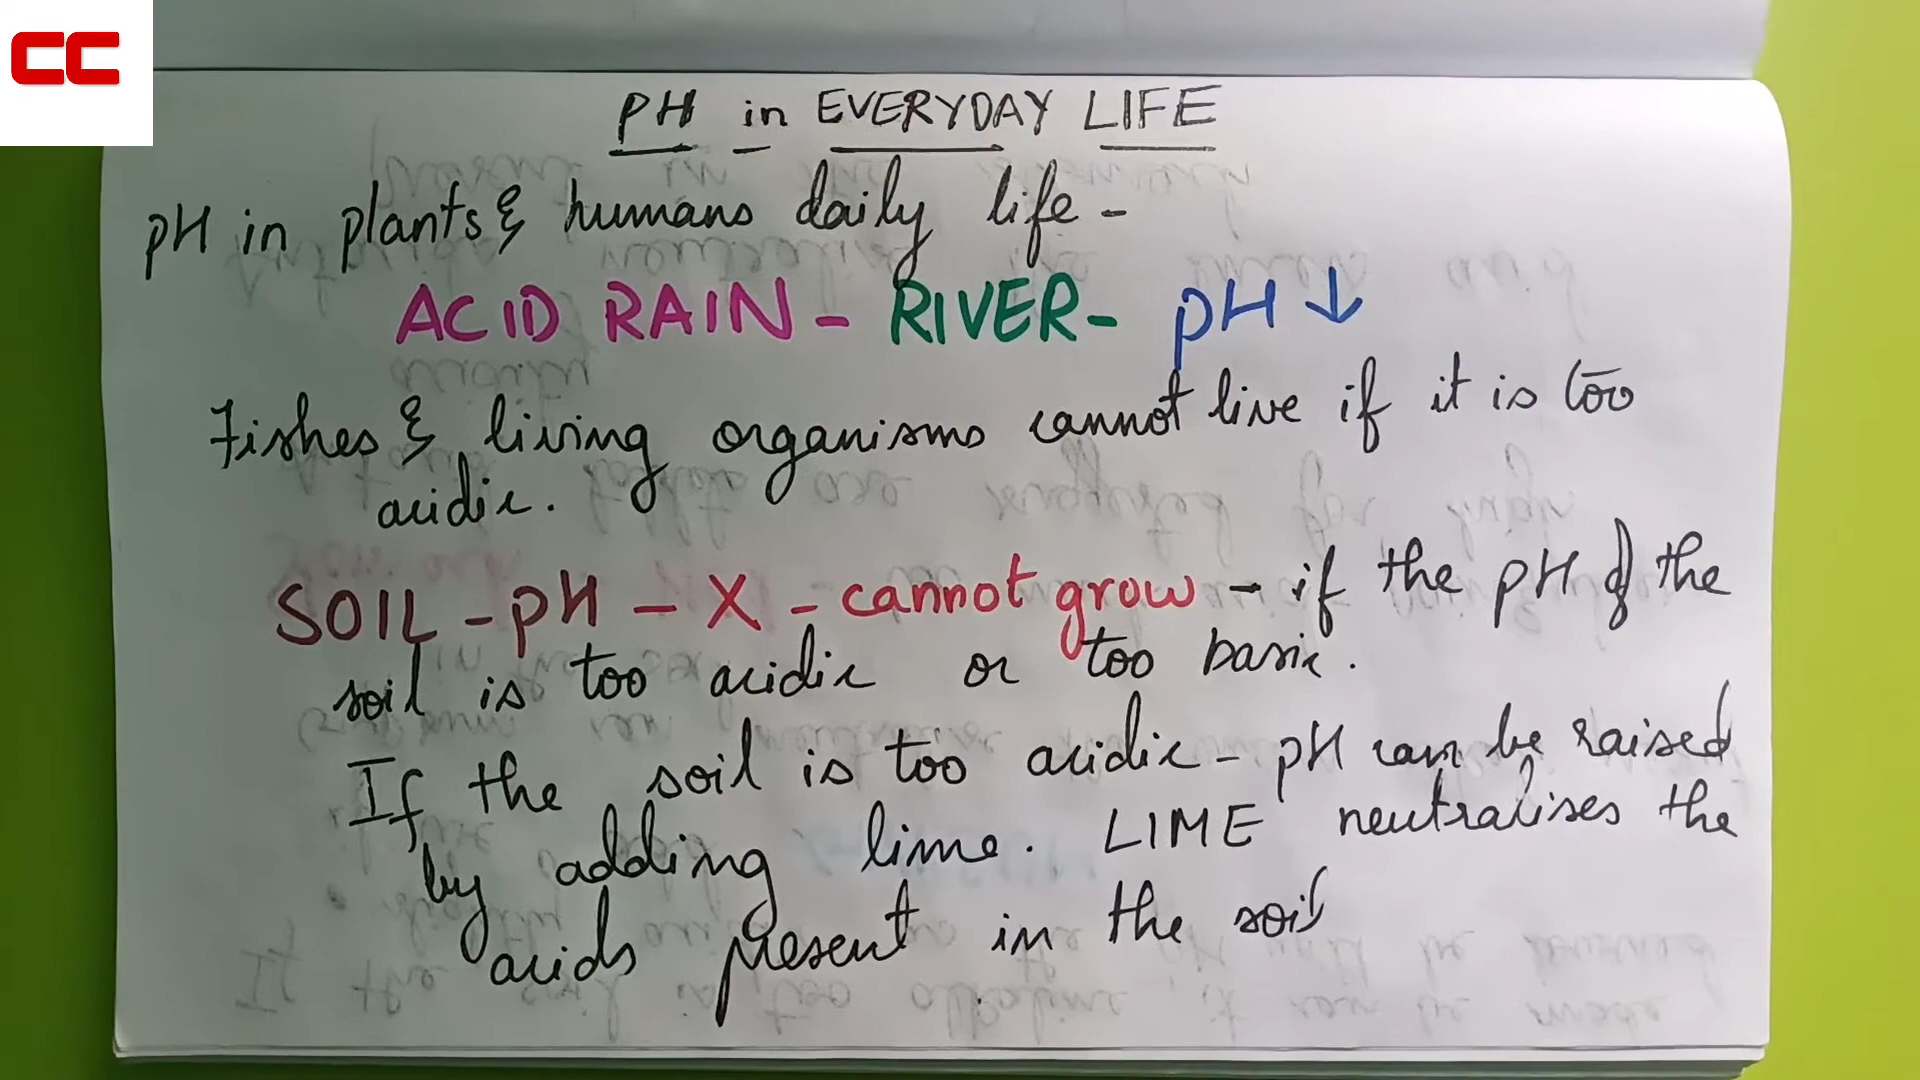 CC
PH in EVERYDAY LIFE
pH in plants & humans daily life -
ACID RAIN - RIVER - pH ↓
Fishes & living organisms cannot live if it is too
acidic.
SOIL - pH - X - cannot grow - if the pH of the
soil is too acidic or too basic.
If the soil is too acidic - pH can be raised
by adding lime. LIME neutralises the
acids present in the soil